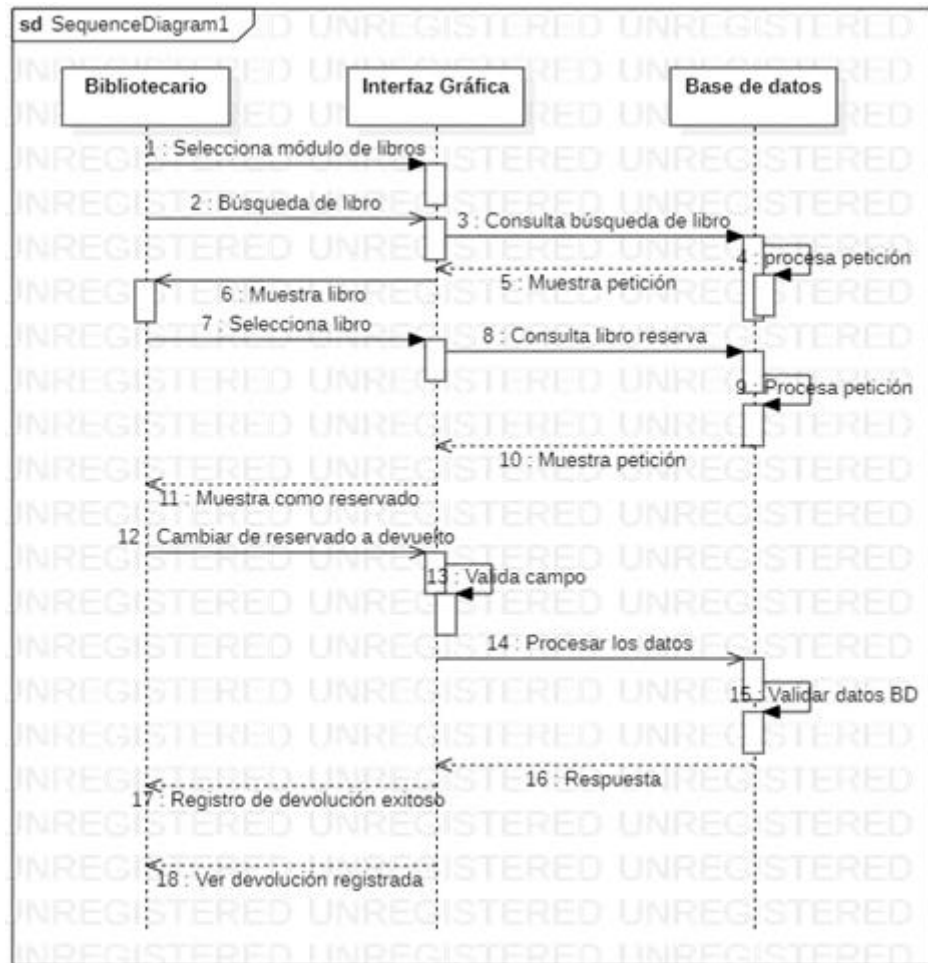 sd SequenceDiagram1
Bibliotecario
Interfaz Gráfica
Base de datos
1 : Selecciona módulo de libros
2 : Búsqueda de libro
3 : Consulta búsqueda de libro
4 : procesa petición
5 : Muestra petición
6 : Muestra libro
7 : Selecciona libro
8 : Consulta libro reserva
9 : Procesa petición
10 : Muestra petición
11 : Muestra como reservado
12 : Cambiar de reservado a devuelto
13 : Valida campo
14 : Procesar los datos
15 : Validar datos BD
16 : Respuesta
17 : Registro de devolución exitoso
18 : Ver devolución registrada
UNREGISTERED